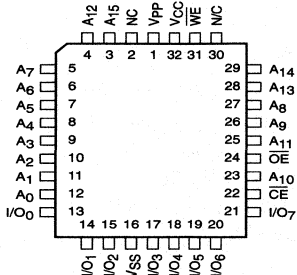 A12 A15 NC VPP VCC W̅E̅ N/C
4 3 2 1 32 31 30
A7 5 29 A14
A6 6 28 A13
A5 7 27 A8
A4 8 26 A9
A3 9 25 A11
A2 10 24 O̅E̅
A1 11 23 A10
A0 12 22 C̅E̅
I/O0 13 21 I/O7
14 15 16 17 18 19 20
I/O1 I/O2 VSS I/O3 I/O4 I/O5 I/O6